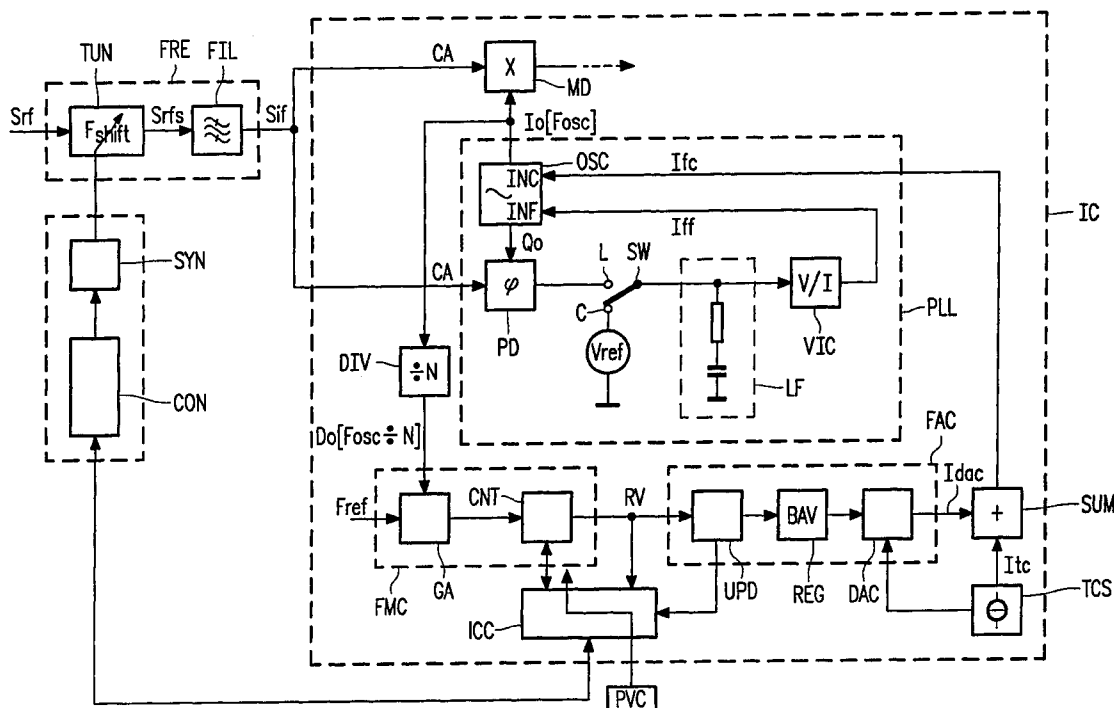 TUN
FRE
FIL
CA
X
MD
Srf
Fshift
Srfs
Sif
Io[Fosc]
OSC
INC
Ifc
INF
Iff
IC
SYN
Qo
CA
φ
PD
L
SW
C
Vref
V/I
VIC
PLL
LF
DIV
÷N
CON
Do[Fosc÷N]
FAC
Idac
Fref
CNT
RV
BAV
+
SUM
GA
FMC
UPD
REG
DAC
Itc
TCS
ICC
PVC